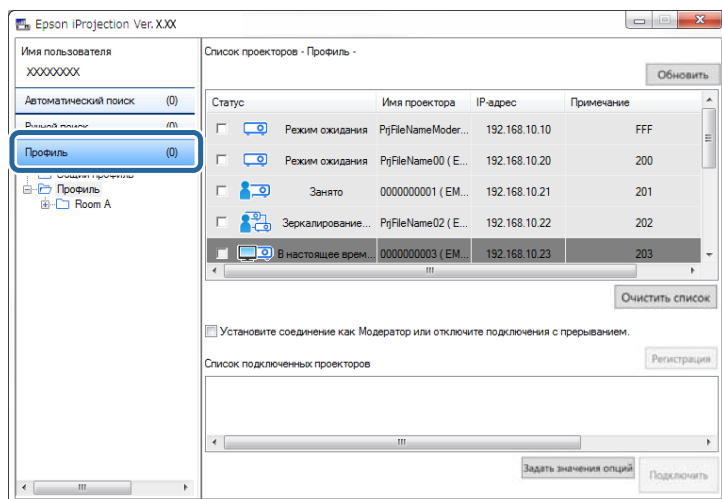 Epson iProjection Ver. X.XX
Имя пользователя
XXXXXXXX
Автоматический поиск (0)
Ручной поиск (0)
Профиль (0)
Общий профиль
Профиль
Room A
Список проекторов - Профиль -
Обновить
Статус Имя проектора IP-адрес Примечание
Режим ожидания PrjFileNameModer... 192.168.10.10 FFF
Режим ожидания PrjFileName00 ( E... 192.168.10.20 200
Занято 0000000001 ( EM... 192.168.10.21 201
Зеркалирование... PrjFileName02 ( E... 192.168.10.22 202
В настоящее врем... 0000000003 ( EM... 192.168.10.23 203
Очистить список
Установите соединение как Модератор или отключите подключения с прерыванием.
Список подключенных проекторов
Регистрация
Задать значения опций
Подключить